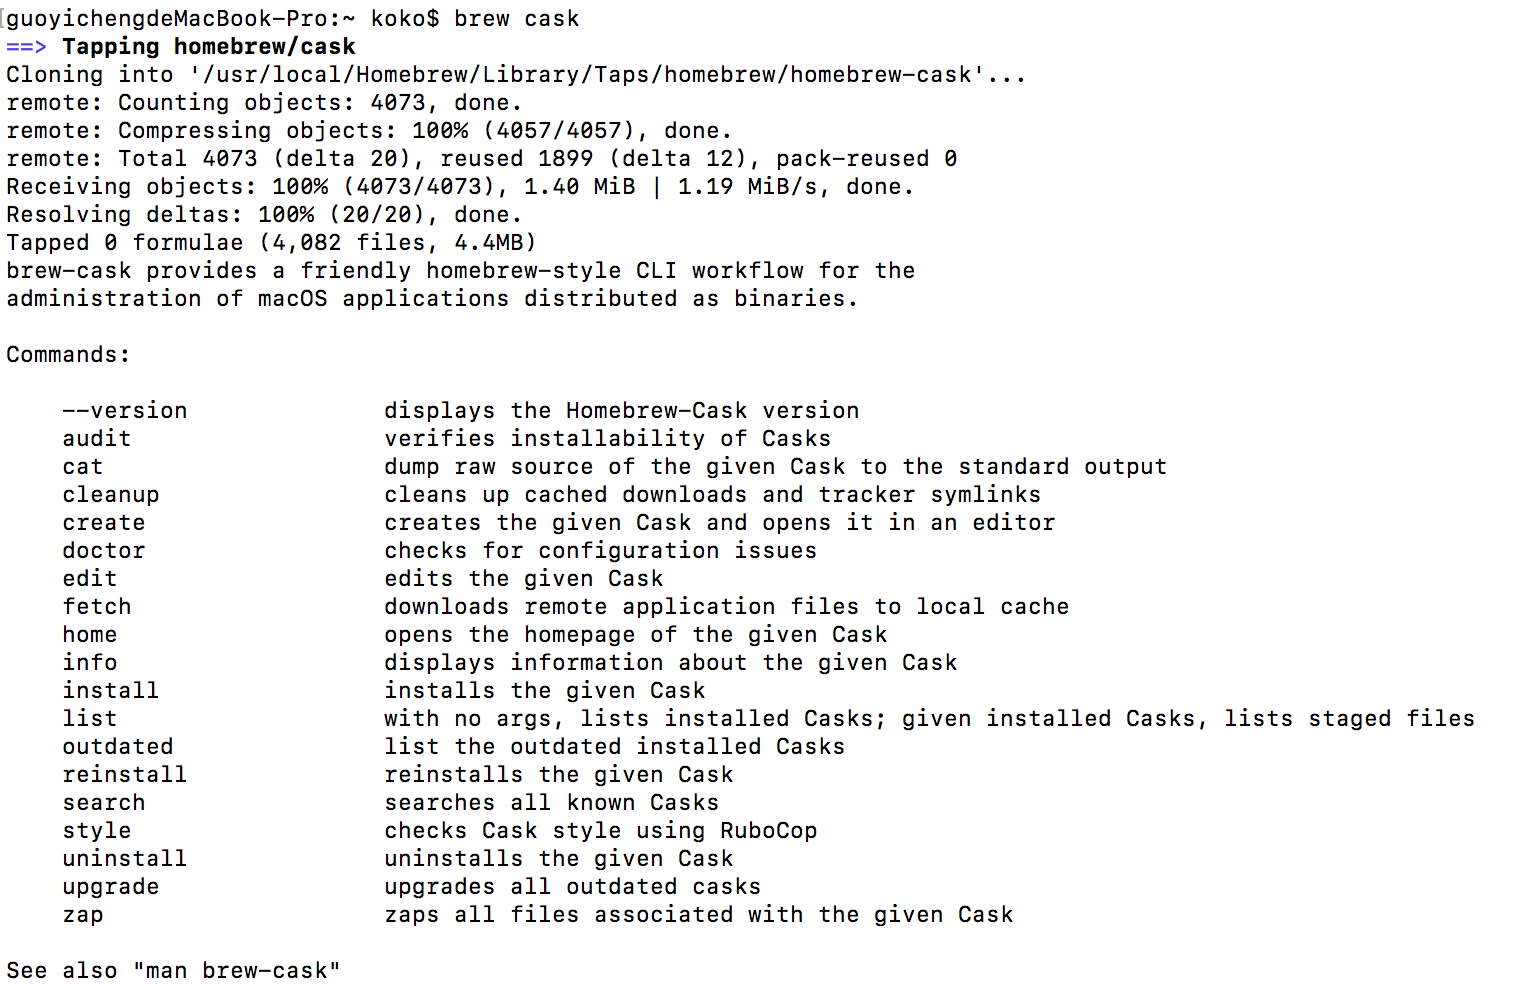 [guoyichengdeMacBook-Pro:~ koko$ brew cask
==> Tapping homebrew/cask
Cloning into '/usr/local/Homebrew/Library/Taps/homebrew/homebrew-cask'...
remote: Counting objects: 4073, done.
remote: Compressing objects: 100% (4057/4057), done.
remote: Total 4073 (delta 20), reused 1899 (delta 12), pack-reused 0
Receiving objects: 100% (4073/4073), 1.40 MiB | 1.19 MiB/s, done.
Resolving deltas: 100% (20/20), done.
Tapped 0 formulae (4,082 files, 4.4MB)
brew-cask provides a friendly homebrew-style CLI workflow for the
administration of macOS applications distributed as binaries.

Commands:

    --version              displays the Homebrew-Cask version
    audit                  verifies installability of Casks
    cat                    dump raw source of the given Cask to the standard output
    cleanup                cleans up cached downloads and tracker symlinks
    create                 creates the given Cask and opens it in an editor
    doctor                 checks for configuration issues
    edit                   edits the given Cask
    fetch                  downloads remote application files to local cache
    home                   opens the homepage of the given Cask
    info                   displays information about the given Cask
    install                installs the given Cask
    list                   with no args, lists installed Casks; given installed Casks, lists staged files
    outdated               list the outdated installed Casks
    reinstall              reinstalls the given Cask
    search                 searches all known Casks
    style                  checks Cask style using RuboCop
    uninstall              uninstalls the given Cask
    upgrade                upgrades all outdated casks
    zap                    zaps all files associated with the given Cask

See also "man brew-cask"